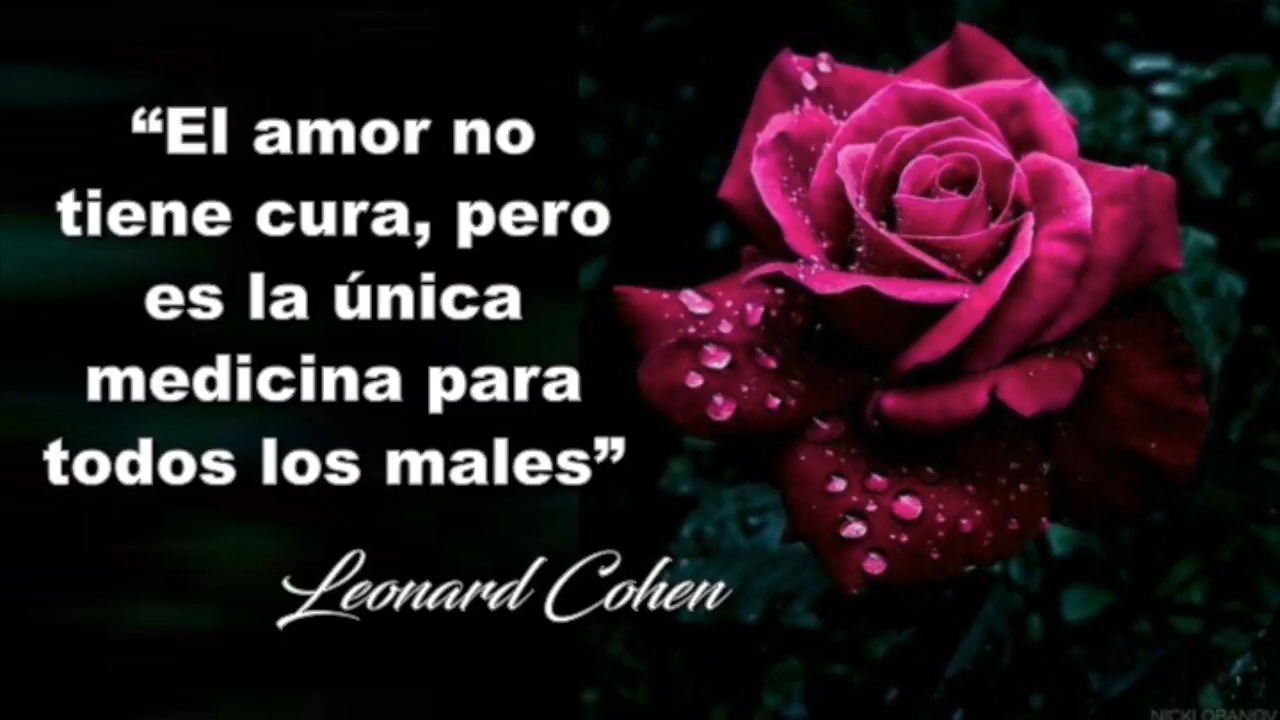 “El amor no
tiene cura, pero
es la única
medicina para
todos los males”
Leonard Cohen